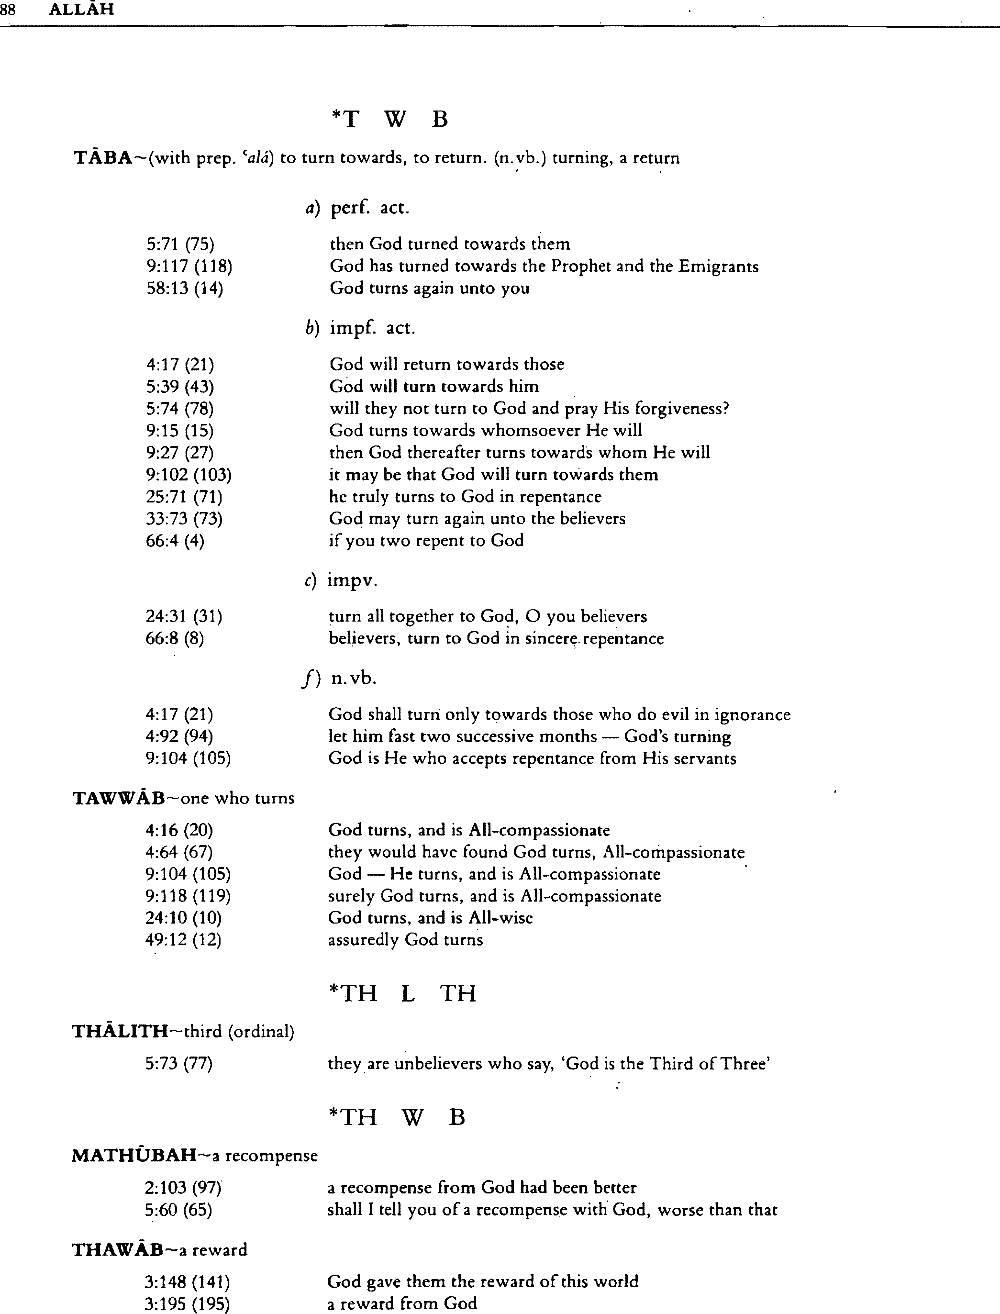 88 ALLĀH
*T W B
TĀBA~(with prep. ʿalá) to turn towards, to return. (n.vb.) turning, a return
a) perf. act.
5:71 (75) then God turned towards them
9:117 (118) God has turned towards the Prophet and the Emigrants
58:13 (14) God turns again unto you
b) impf. act.
4:17 (21) God will return towards those
5:39 (43) God will turn towards him
5:74 (78) will they not turn to God and pray His forgiveness?
9:15 (15) God turns towards whomsoever He will
9:27 (27) then God thereafter turns towards whom He will
9:102 (103) it may be that God will turn towards them
25:71 (71) he truly turns to God in repentance
33:73 (73) God may turn again unto the believers
66:4 (4) if you two repent to God
c) impv.
24:31 (31) turn all together to God, O you believers
66:8 (8) believers, turn to God in sincere repentance
f) n.vb.
4:17 (21) God shall turn only towards those who do evil in ignorance
4:92 (94) let him fast two successive months — God's turning
9:104 (105) God is He who accepts repentance from His servants
TAWWĀB~one who turns
4:16 (20) God turns, and is All-compassionate
4:64 (67) they would have found God turns, All-compassionate
9:104 (105) God — He turns, and is All-compassionate
9:118 (119) surely God turns, and is All-compassionate
24:10 (10) God turns, and is All-wise
49:12 (12) assuredly God turns
*TH L TH
THĀLITH~third (ordinal)
5:73 (77) they are unbelievers who say, 'God is the Third of Three'
*TH W B
MATHŪBAH~a recompense
2:103 (97) a recompense from God had been better
5:60 (65) shall I tell you of a recompense with God, worse than that
THAWĀB~a reward
3:148 (141) God gave them the reward of this world
3:195 (195) a reward from God